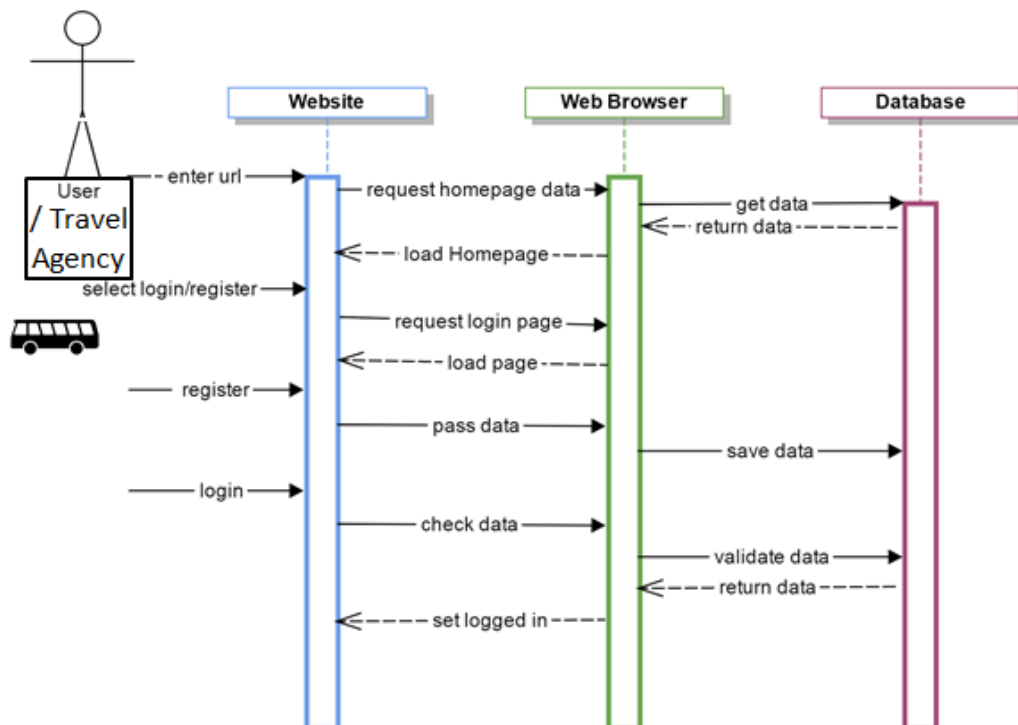 Website
Web Browser
Database
enter url
User
/ Travel
Agency
request homepage data
get data
return data
load Homepage
select login/register
request login page
load page
register
pass data
save data
login
check data
validate data
return data
set logged in